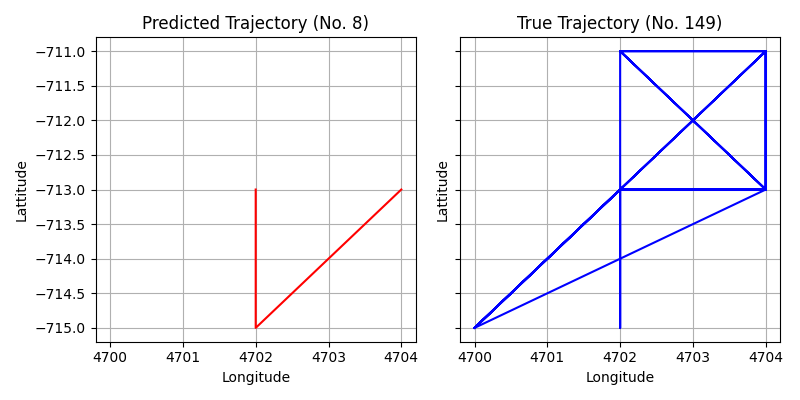 Predicted Trajectory (No. 8)
True Trajectory (No. 149)
−711.0
−711.5
−712.0
−712.5
−713.0
−713.5
−714.0
−714.5
−715.0
Lattitude
Lattitude
4700 4701 4702 4703 4704
4700 4701 4702 4703 4704
Longitude
Longitude